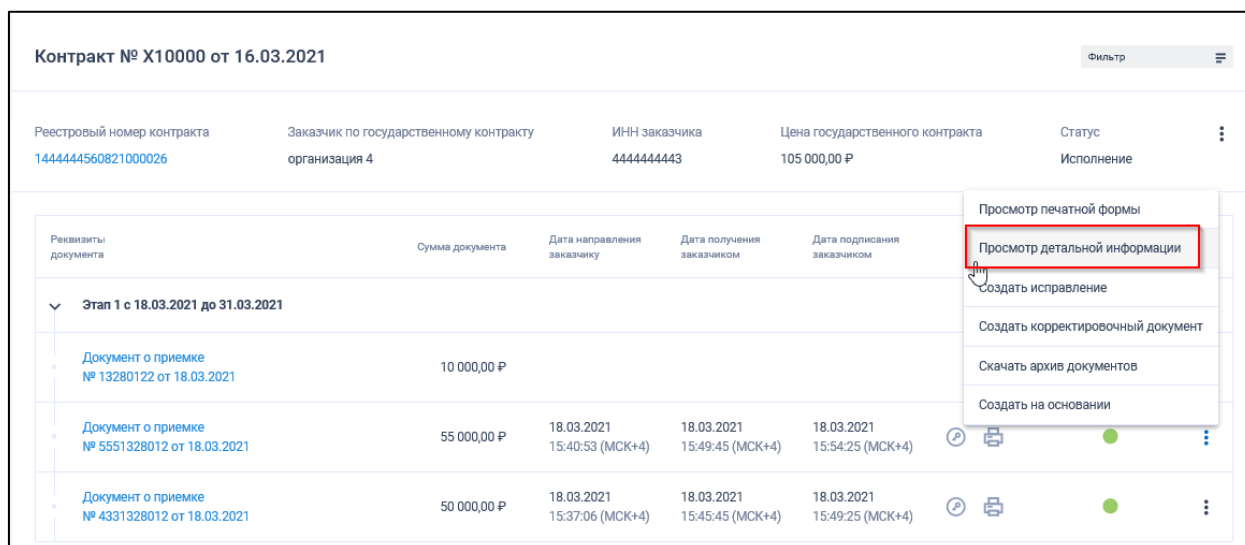 Контракт № X10000 от 16.03.2021
Фильтр
Реестровый номер контракта
Заказчик по государственному контракту
ИНН заказчика
Цена государственного контракта
Статус
1444444560821000026
организация 4
4444444443
105 000,00 ₽
Исполнение
Просмотр печатной формы
Просмотр детальной информации
Создать исправление
Создать корректировочный документ
Скачать архив документов
Создать на основании
Реквизиты
документа
Сумма документа
Дата направления
заказчику
Дата получения
заказчиком
Дата подписания
заказчиком
Этап 1 с 18.03.2021 до 31.03.2021
Документ о приемке
№ 13280122 от 18.03.2021
10 000,00 ₽
Документ о приемке
№ 5551328012 от 18.03.2021
55 000,00 ₽
18.03.2021
15:40:53 (МСК+4)
18.03.2021
15:49:45 (МСК+4)
18.03.2021
15:54:25 (МСК+4)
Документ о приемке
№ 4331328012 от 18.03.2021
50 000,00 ₽
18.03.2021
15:37:06 (МСК+4)
18.03.2021
15:45:45 (МСК+4)
18.03.2021
15:49:25 (МСК+4)